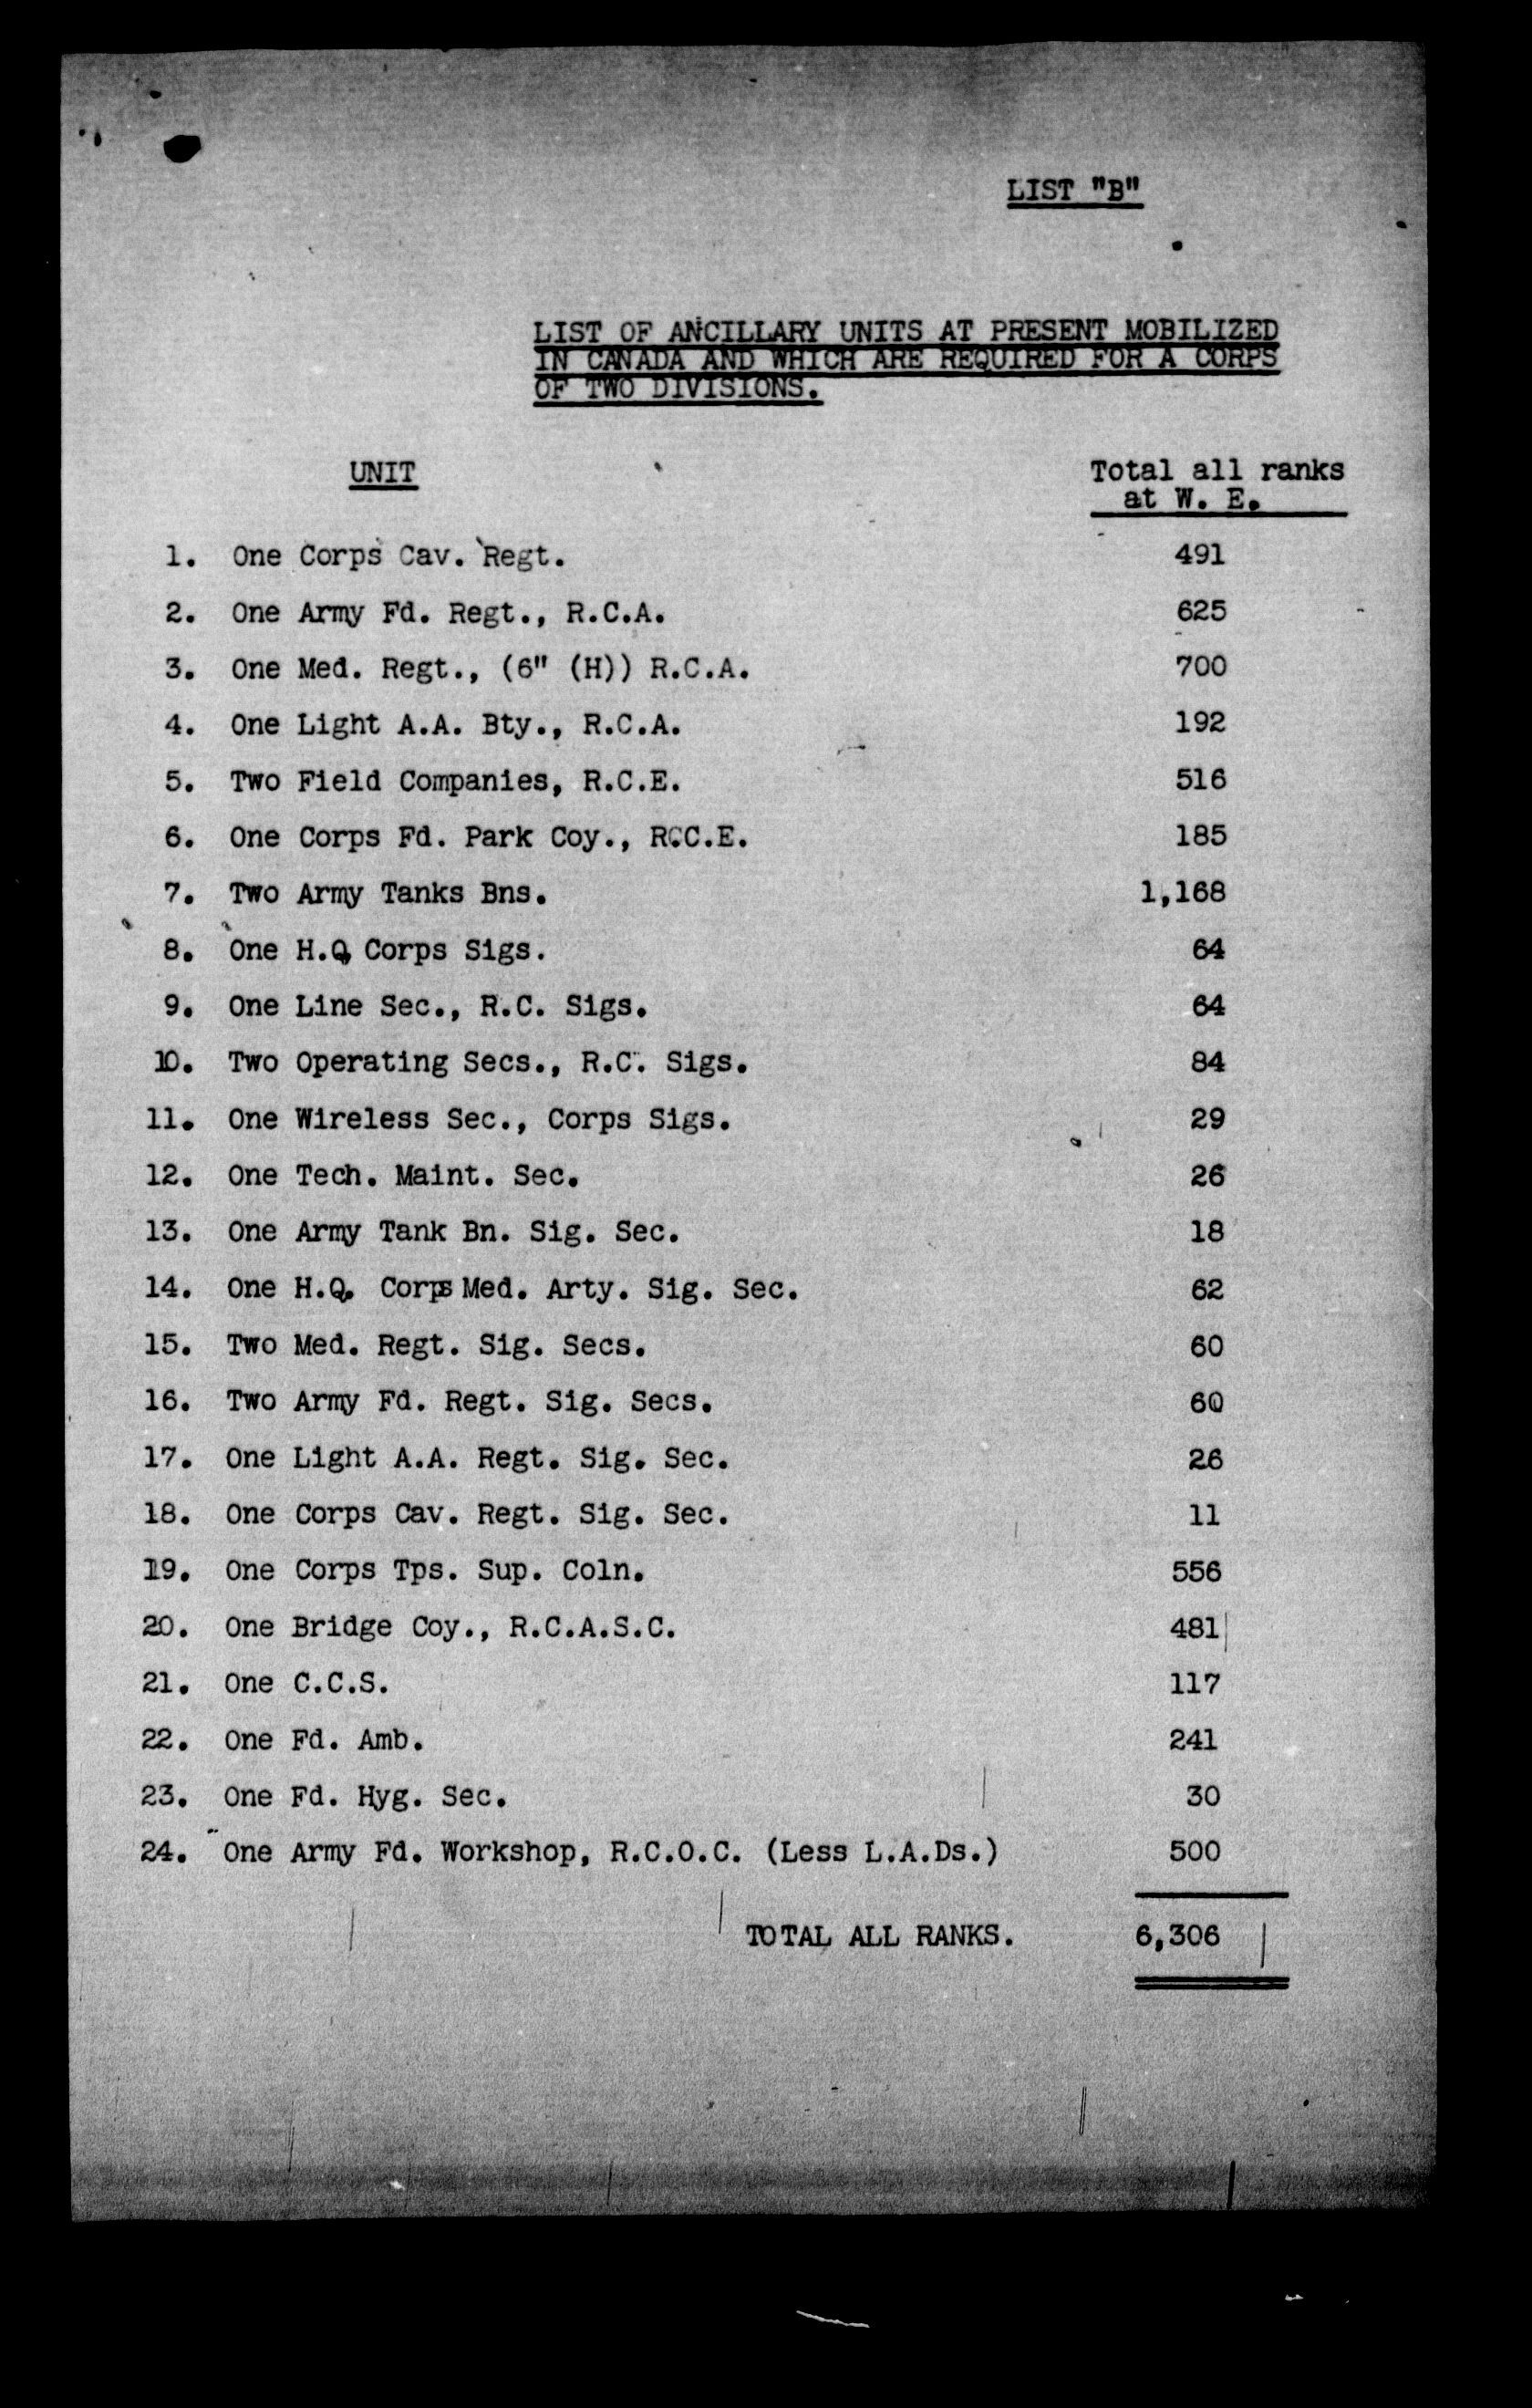 LIST "B"
LIST OF ANCILLARY UNITS AT PRESENT MOBILIZED
IN CANADA AND WHICH ARE REQUIRED FOR A CORPS
OF TWO DIVISIONS.
UNIT Total all ranks
at W. E.
1. One Corps Cav. Regt. 491
2. One Army Fd. Regt., R.C.A. 625
3. One Med. Regt., (6" (H)) R.C.A. 700
4. One Light A.A. Bty., R.C.A. 192
5. Two Field Companies, R.C.E. 516
6. One Corps Fd. Park Coy., R.C.E. 185
7. Two Army Tanks Bns. 1,168
8. One H.Q. Corps Sigs. 64
9. One Line Sec., R.C. Sigs. 64
10. Two Operating Secs., R.C. Sigs. 84
11. One Wireless Sec., Corps Sigs. 29
12. One Tech. Maint. Sec. 26
13. One Army Tank Bn. Sig. Sec. 18
14. One H.Q. Corps Med. Arty. Sig. Sec. 62
15. Two Med. Regt. Sig. Secs. 60
16. Two Army Fd. Regt. Sig. Secs. 60
17. One Light A.A. Regt. Sig. Sec. 26
18. One Corps Cav. Regt. Sig. Sec. 11
19. One Corps Tps. Sup. Coln. 556
20. One Bridge Coy., R.C.A.S.C. 481
21. One C.C.S. 117
22. One Fd. Amb. 241
23. One Fd. Hyg. Sec. 30
24. One Army Fd. Workshop, R.C.O.C. (Less L.A.Ds.) 500
TOTAL ALL RANKS. 6,306